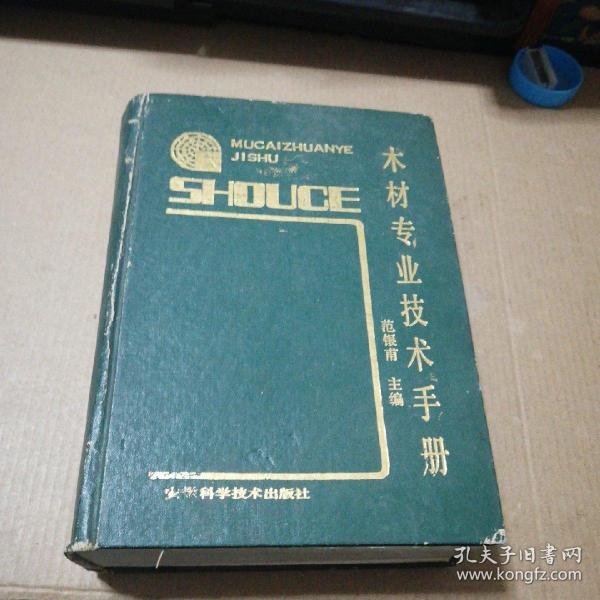 MUCAIZHUANYE
JISHU
SHOUCE
木材专业技术手册
范银甫 主编
科学技术出版社
孔夫子旧书网
www.kongfz.com